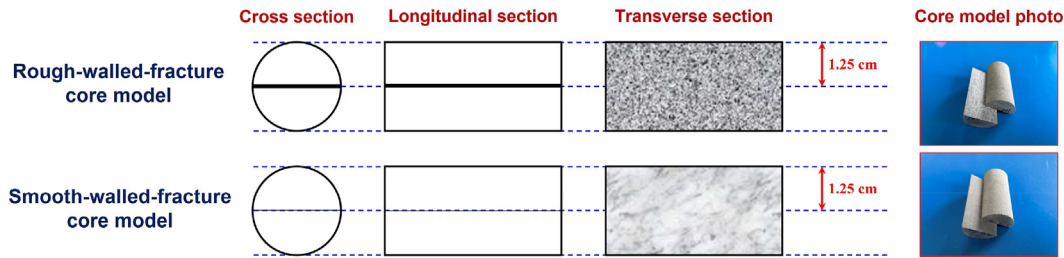 Cross section
Longitudinal section
Transverse section
Core model photo
Rough-walled-fracture
core model
1.25 cm
Smooth-walled-fracture
core model
1.25 cm